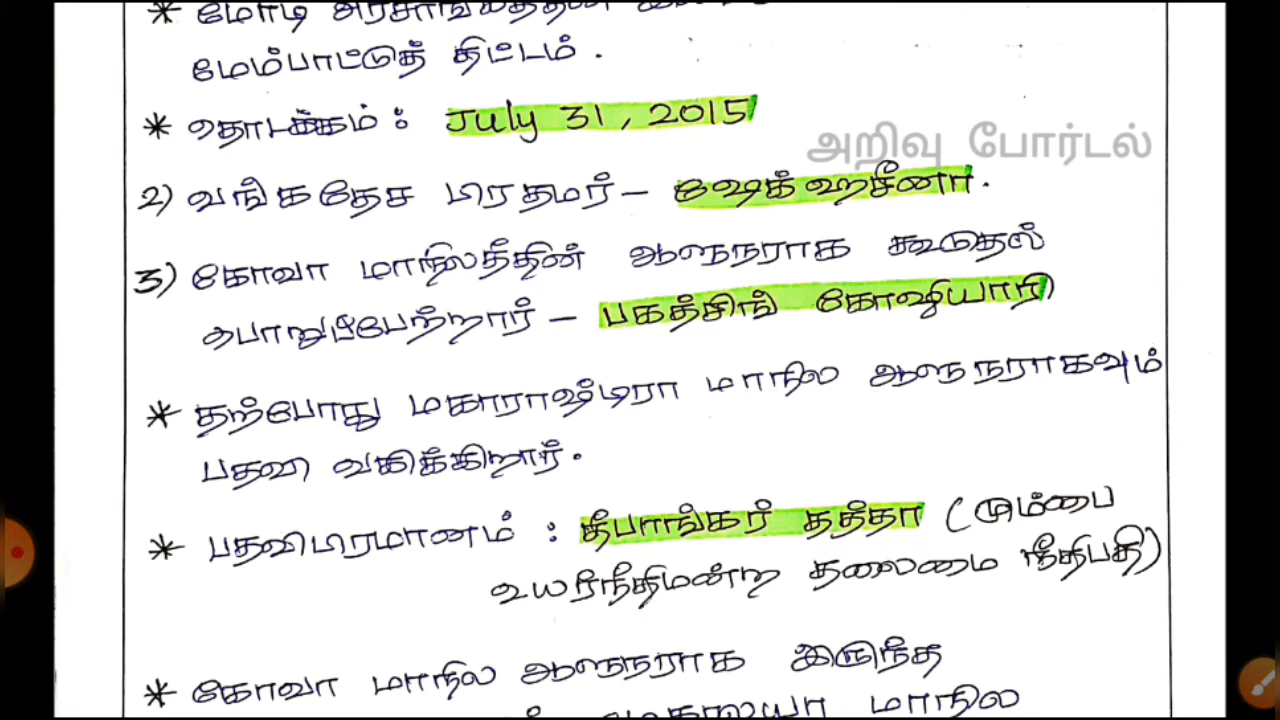 * மோடி அரசாங்கத்தின்
மேம்பாட்டுத் திட்டம் .
* தொடக்கம் : July 31, 2015
அறிவு போர்டல்
2) வங்கதேச பிரதமர் – ஷேக் ஹசீனா.
3) கோவா மாநிலத்தின் ஆளுநராக கூடுதல்
பொறுப்பேற்றார் – பகத்சிங் கோஷியாரி
* தற்போது மகாராஷ்டிரா மாநில ஆளுநராகவும்
பதவி வகிக்கிறார்.
* பதவிபிரமாணம் : தீபாங்கர் தத்தா (மும்பை
உயர்நீதிமன்ற தலைமை நீதிபதி)
* கோவா மாநில ஆளுநராக இருந்த
மாநில